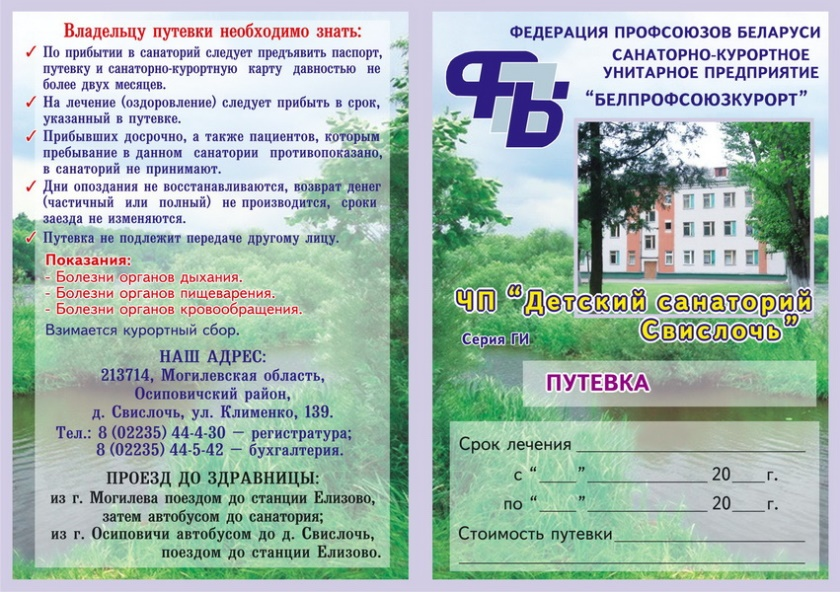 Владельцу путевки необходимо знать:
✓ По прибытии в санаторий следует предъявить паспорт,
путевку и санаторно-курортную карту давностью не
более двух месяцев.
✓ На лечение (оздоровление) следует прибыть в срок,
указанный в путевке.
✓ Прибывших досрочно, а также пациентов, которым
пребывание в данном санатории противопоказано,
в санаторий не принимают.
✓ Дни опоздания не восстанавливаются, возврат денег
(частичный или полный) не производится, сроки
заезда не изменяются.
✓ Путевка не подлежит передаче другому лицу.
Показания:
- Болезни органов дыхания.
- Болезни органов пищеварения.
- Болезни органов кровообращения.
Взимается курортный сбор.
НАШ АДРЕС:
213714, Могилевская область,
Осиповичский район,
д. Свислочь, ул. Клименко, 139.
Тел.: 8 (02235) 44-4-30 – регистратура;
8 (02235) 44-5-42 – бухгалтерия.
ПРОЕЗД ДО ЗДРАВНИЦЫ:
из г. Могилева поездом до станции Елизово,
затем автобусом до санатория;
из г. Осиповичи автобусом до д. Свислочь,
поездом до станции Елизово.
ФЕДЕРАЦИЯ ПРОФСОЮЗОВ БЕЛАРУСИ
САНАТОРНО-КУРОРТНОЕ
УНИТАРНОЕ ПРЕДПРИЯТИЕ
“БЕЛПРОФСОЮЗКУРОРТ”
ФПБ
ЧП “Детский санаторий
Свислочь”
Серия ГИ
ПУТЕВКА
Срок лечения ____
с “___” ____ 20___г.
по “___” ____ 20___г.
Стоимость путевки ____